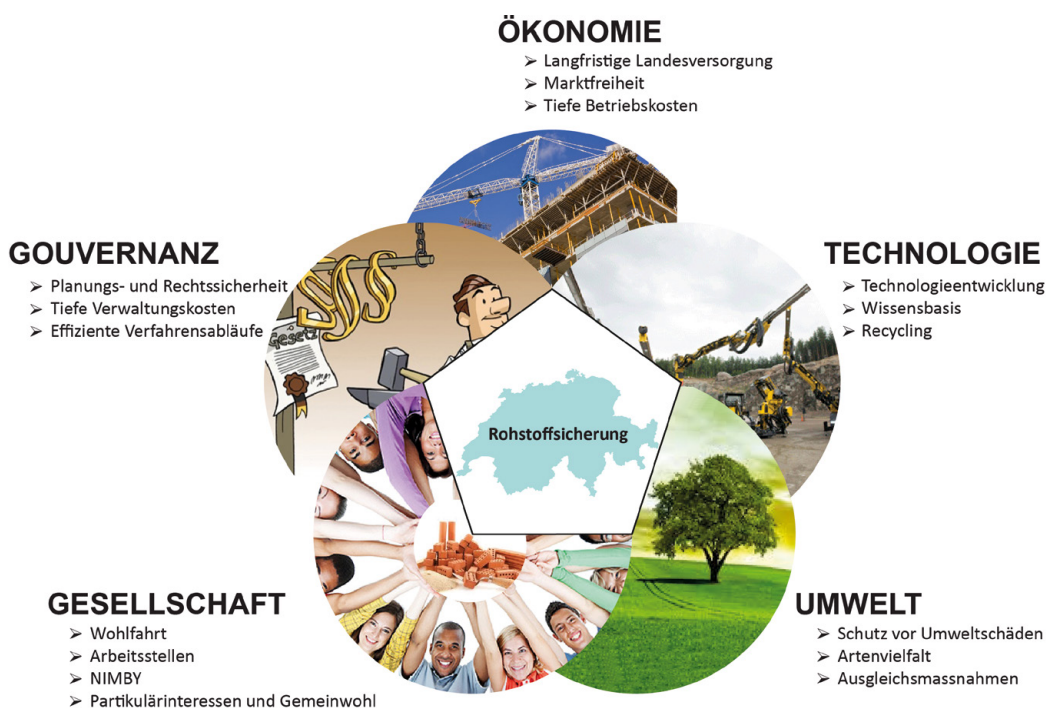 ÖKONOMIE
➢ Langfristige Landesversorgung
➢ Marktfreiheit
➢ Tiefe Betriebskosten
GOUVERNANZ
➢ Planungs- und Rechtssicherheit
➢ Tiefe Verwaltungskosten
➢ Effiziente Verfahrensabläufe
Gesetz
TECHNOLOGIE
➢ Technologieentwicklung
➢ Wissensbasis
➢ Recycling
Rohstoffsicherung
GESELLSCHAFT
➢ Wohlfahrt
➢ Arbeitsstellen
➢ NIMBY
➢ Partikulärinteressen und Gemeinwohl
UMWELT
➢ Schutz vor Umweltschäden
➢ Artenvielfalt
➢ Ausgleichsmassnahmen